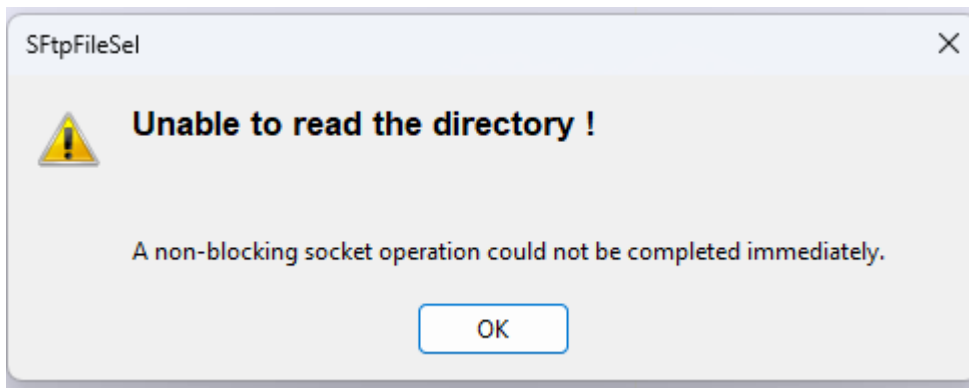 SFtpFileSel
Unable to read the directory !
A non-blocking socket operation could not be completed immediately.
OK